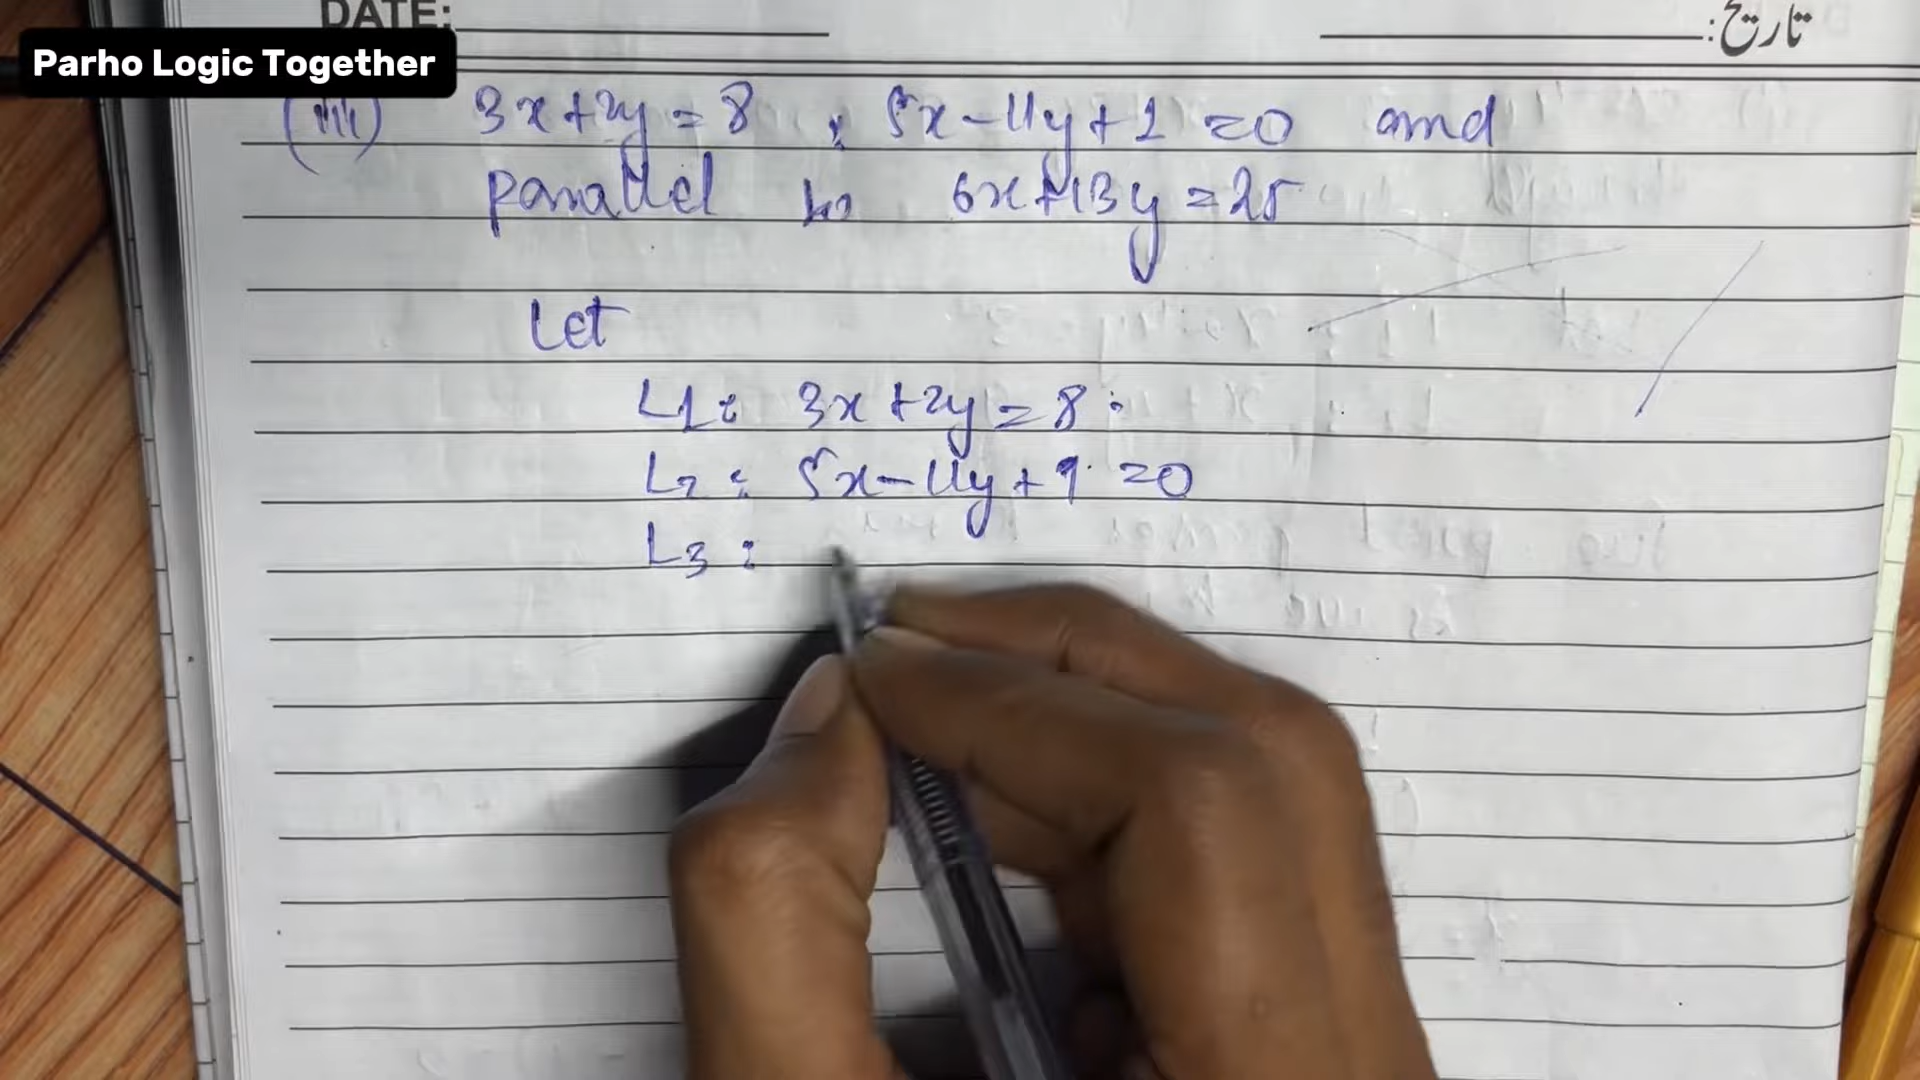 DATE:
تاریخ:
Parho Logic Together
(iii) 3x+2y=8 ; 5x-11y+1=0 and
parallel to 6x+13y=25
Let
L1: 3x+2y=8
L2: 5x-11y+1=0
L3: